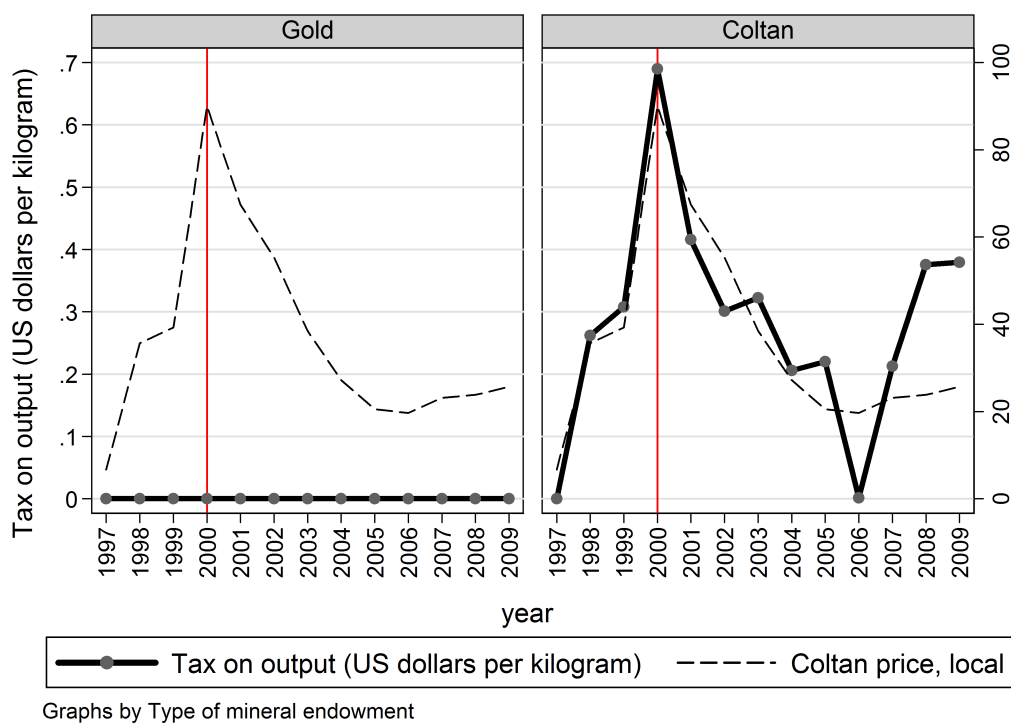 Gold
Coltan
Tax on output (US dollars per kilogram)
.7
.6
.5
.4
.3
.2
.1
0
100
80
60
40
20
0
1997 1998 1999 2000 2001 2002 2003 2004 2005 2006 2007 2008 2009
1997 1998 1999 2000 2001 2002 2003 2004 2005 2006 2007 2008 2009
year
Tax on output (US dollars per kilogram)
Coltan price, local
Graphs by Type of mineral endowment